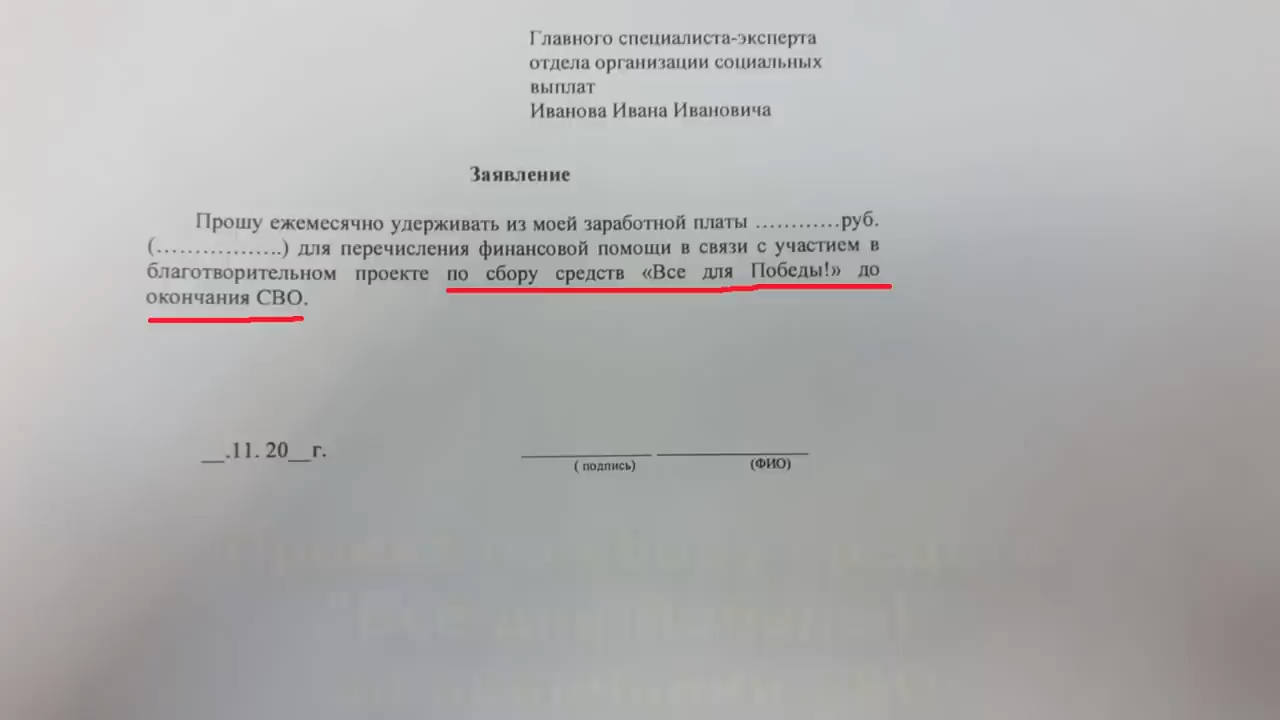 Главного специалиста-эксперта
отдела организации социальных
выплат
Иванова Ивана Ивановича
Заявление
Прошу ежемесячно удерживать из моей заработной платы …………руб.
(……………..) для перечисления финансовой помощи в связи с участием в
благотворительном проекте по сбору средств «Все для Победы!» до
окончания СВО.
__.11. 20__г.
( подпись) (ФИО)